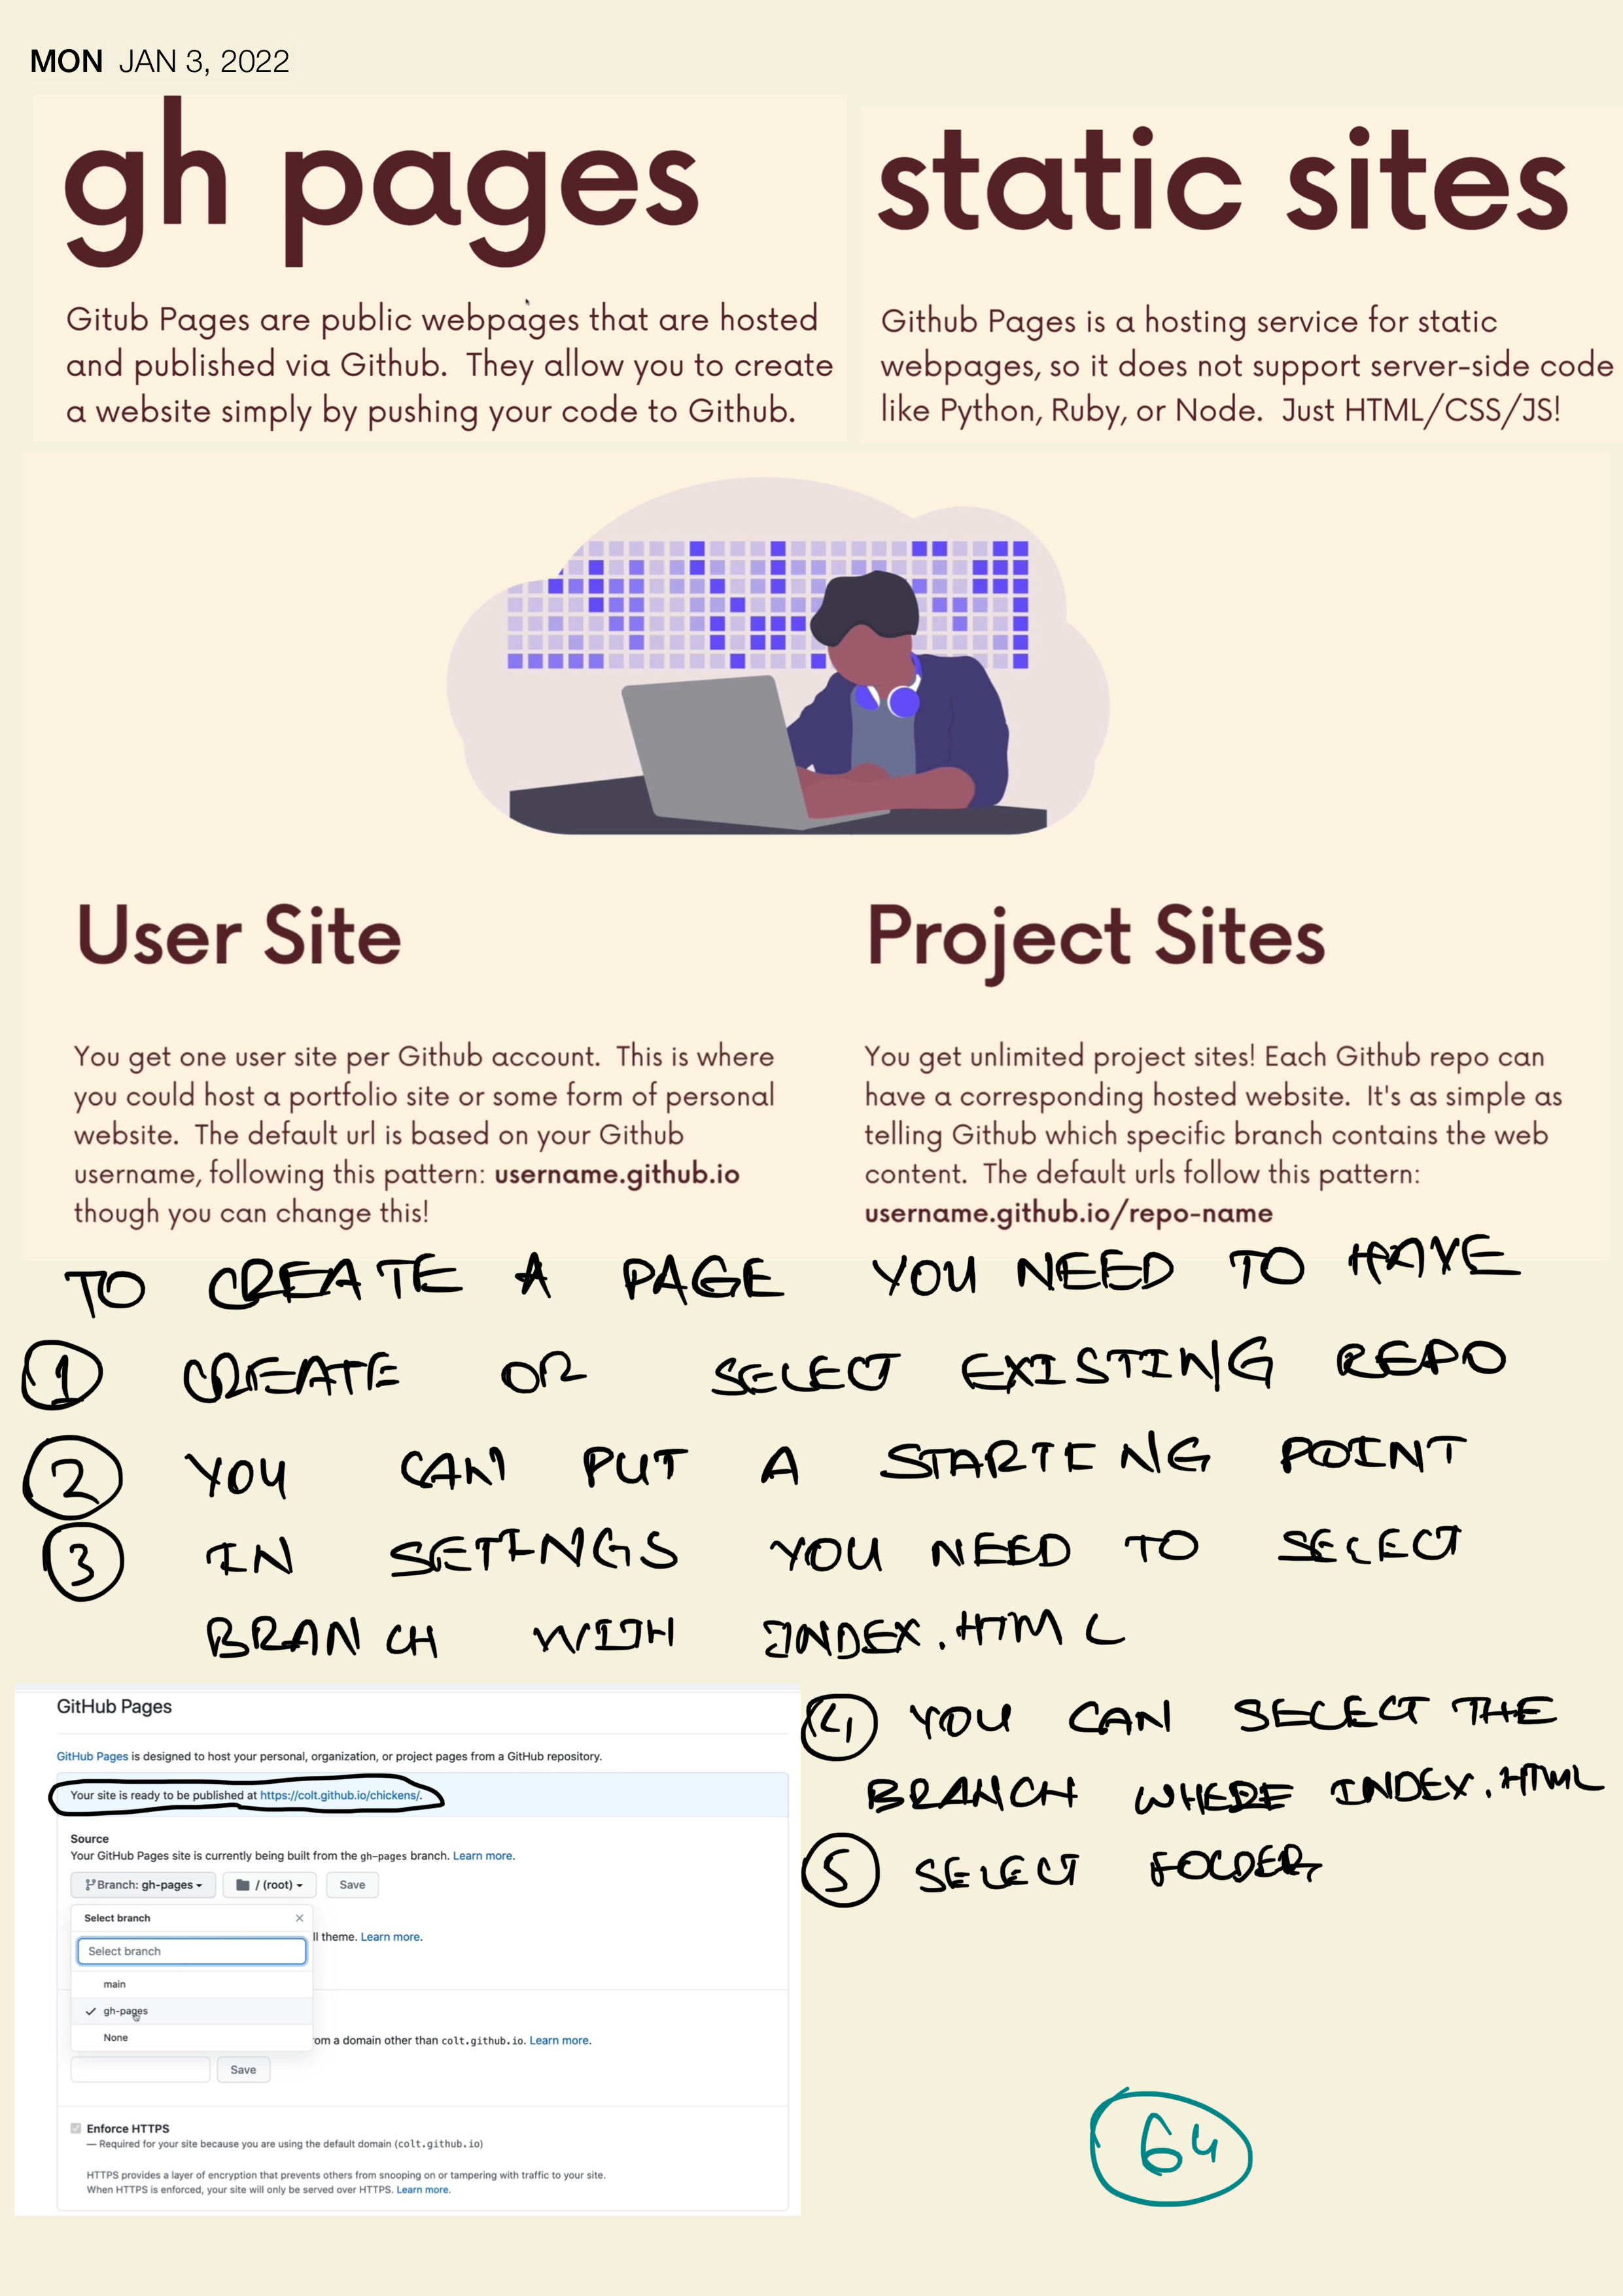 MON JAN 3, 2022
gh pages
Gitub Pages are public webpages that are hosted
and published via Github. They allow you to create
a website simply by pushing your code to Github.
static sites
Github Pages is a hosting service for static
webpages, so it does not support server-side code
like Python, Ruby, or Node. Just HTML/CSS/JS!
User Site
You get one user site per Github account. This is where
you could host a portfolio site or some form of personal
website. The default url is based on your Github
username, following this pattern: username.github.io
though you can change this!
Project Sites
You get unlimited project sites! Each Github repo can
have a corresponding hosted website. It's as simple as
telling Github which specific branch contains the web
content. The default urls follow this pattern:
username.github.io/repo-name
TO CREATE A PAGE YOU NEED TO HAVE
1 CREATE OR SELECT EXISTING REPO
2 YOU CAN PUT A STARTING POINT
3 IN SETINGS YOU NEED TO SELECT
BRANCH WITH INDEX.HTML
GitHub Pages
GitHub Pages is designed to host your personal, organization, or project pages from a GitHub repository.
Your site is ready to be published at https://colt.github.io/chickens/.
Source
Your GitHub Pages site is currently being built from the gh-pages branch. Learn more.
Branch: gh-pages / (root) Save
Select branch
Select branch
ll theme. Learn more.
main
gh-pages
None
om a domain other than colt.github.io. Learn more.
Save
Enforce HTTPS
— Required for your site because you are using the default domain (colt.github.io)
HTTPS provides a layer of encryption that prevents others from snooping on or tampering with traffic to your site.
When HTTPS is enforced, your site will only be served over HTTPS. Learn more.
4 YOU CAN SELECT THE
BRANCH WHERE INDEX.HTML
5 SELECT FOLDER
64